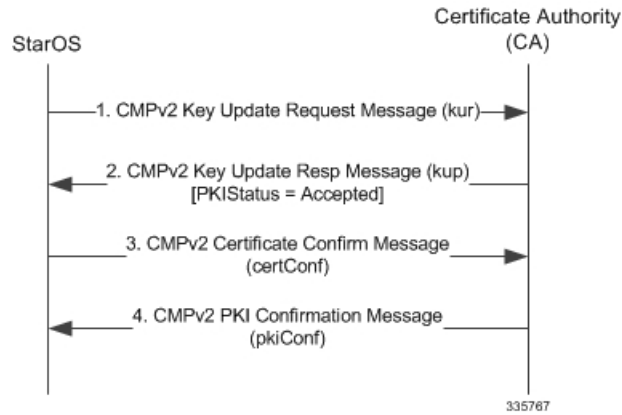 StarOS
Certificate Authority
(CA)
1. CMPv2 Key Update Request Message (kur)
2. CMPv2 Key Update Resp Message (kup)
[PKIStatus = Accepted]
3. CMPv2 Certificate Confirm Message
(certConf)
4. CMPv2 PKI Confirmation Message
(pkiConf)
335767